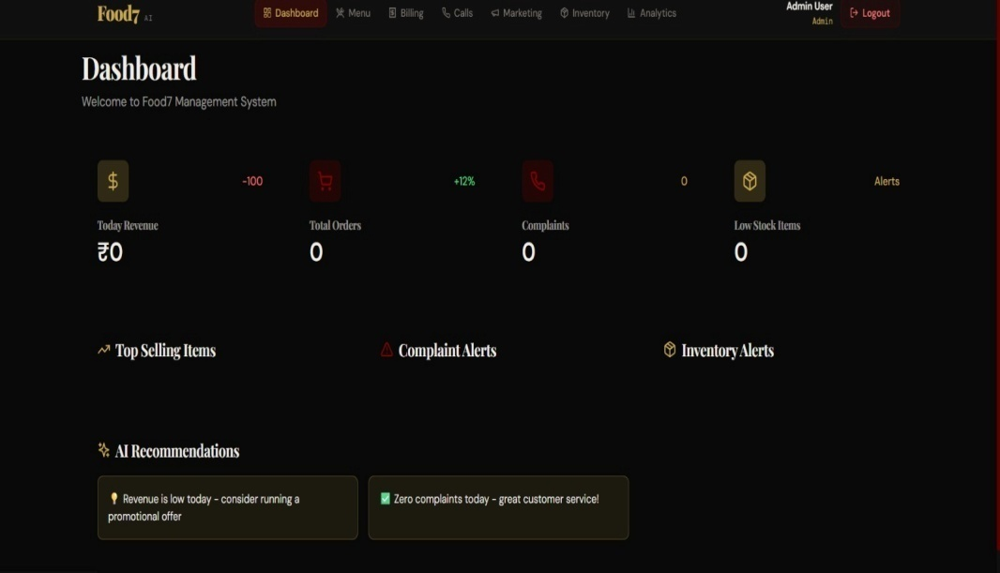 Food7 AI
Dashboard
Menu
Billing
Calls
Marketing
Inventory
Analytics
Admin User
Admin
Logout
Dashboard
Welcome to Food7 Management System
$
-100
Today Revenue
₹0
+12%
Total Orders
0
0
Complaints
0
Alerts
Low Stock Items
0
Top Selling Items
Complaint Alerts
Inventory Alerts
AI Recommendations
💡 Revenue is low today - consider running a
promotional offer
✅ Zero complaints today - great customer service!